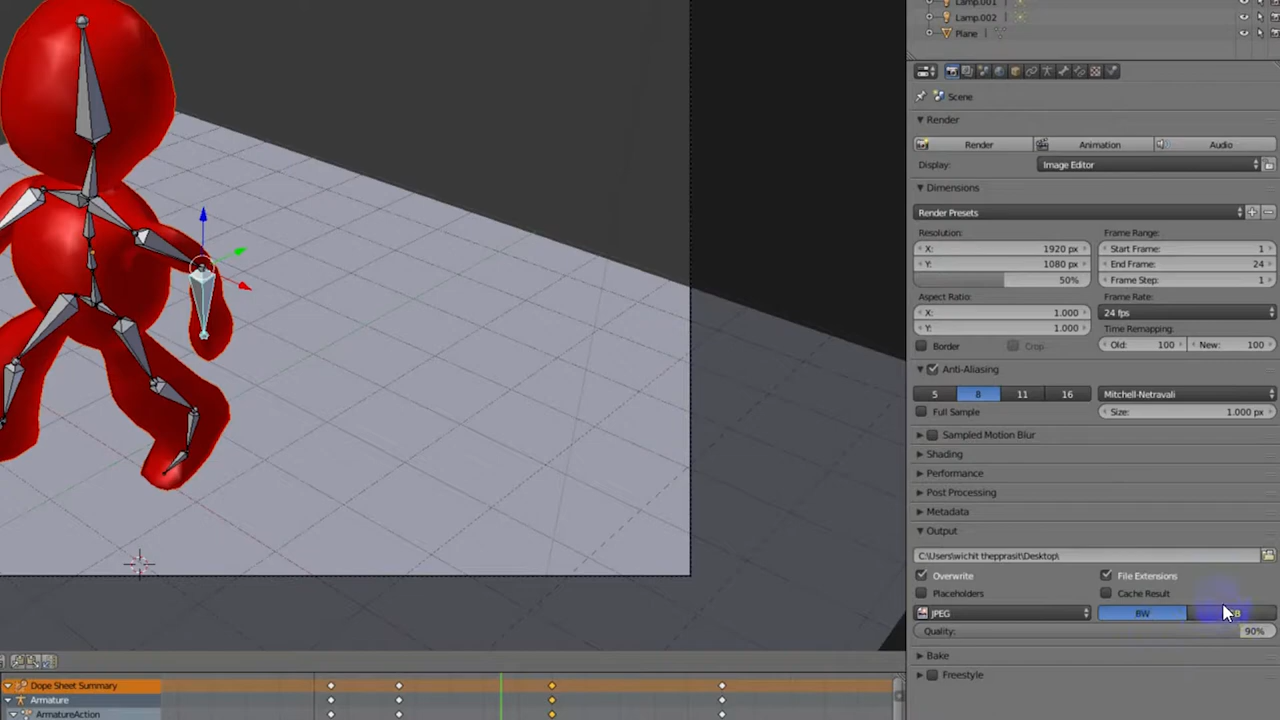 Lamp.001
Lamp.002
Plane
Scene
Render
Render Animation Audio
Display: Image Editor
Dimensions
Render Presets
Resolution: Frame Range:
X: 1920 px Start Frame: 1
Y: 1080 px End Frame: 24
50% Frame Step: 1
Aspect Ratio: Frame Rate:
X: 1.000 24 fps
Y: 1.000 Time Remapping:
Border Crop Old: 100 New: 100
Anti-Aliasing
5 8 11 16 Mitchell-Netravali
Full Sample Size: 1.000 px
Sampled Motion Blur
Shading
Performance
Post Processing
Metadata
Output
C:\Users\wichit thepprasit\Desktop\
Overwrite File Extensions
Placeholders Cache Result
JPEG BW
Quality: 90%
Bake
Freestyle
Dope Sheet Summary
Armature
ArmatureAction